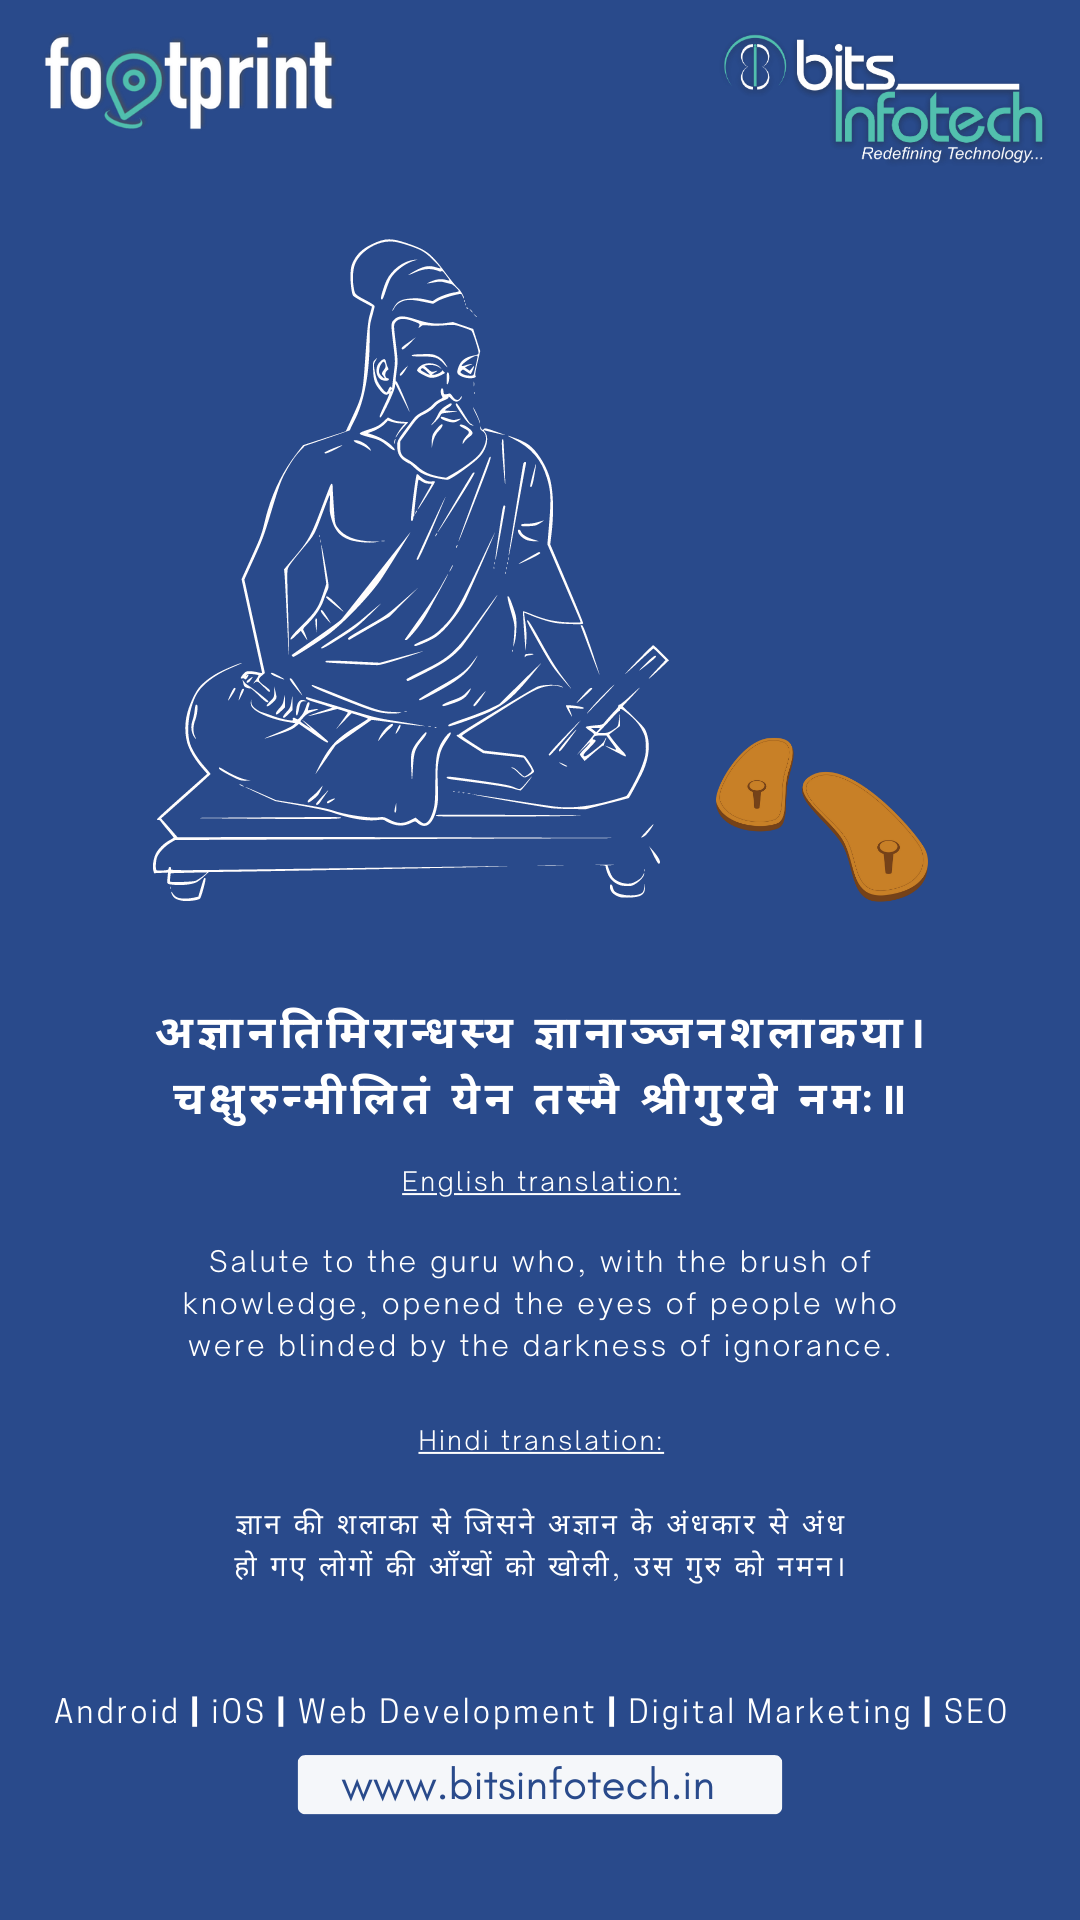 footprint
bits
Infotech
Redefining Technology...
अज्ञानतिमिरान्धस्य ज्ञानाञ्जनशलाकया।
चक्षुरुन्मीलितं येन तस्मै श्रीगुरवे नमः॥
English translation:
Salute to the guru who, with the brush of
knowledge, opened the eyes of people who
were blinded by the darkness of ignorance.
Hindi translation:
ज्ञान की शलाका से जिसने अज्ञान के अंधकार से अंध
हो गए लोगों की आँखों को खोली, उस गुरु को नमन।
Android | iOS | Web Development | Digital Marketing | SEO
www.bitsinfotech.in